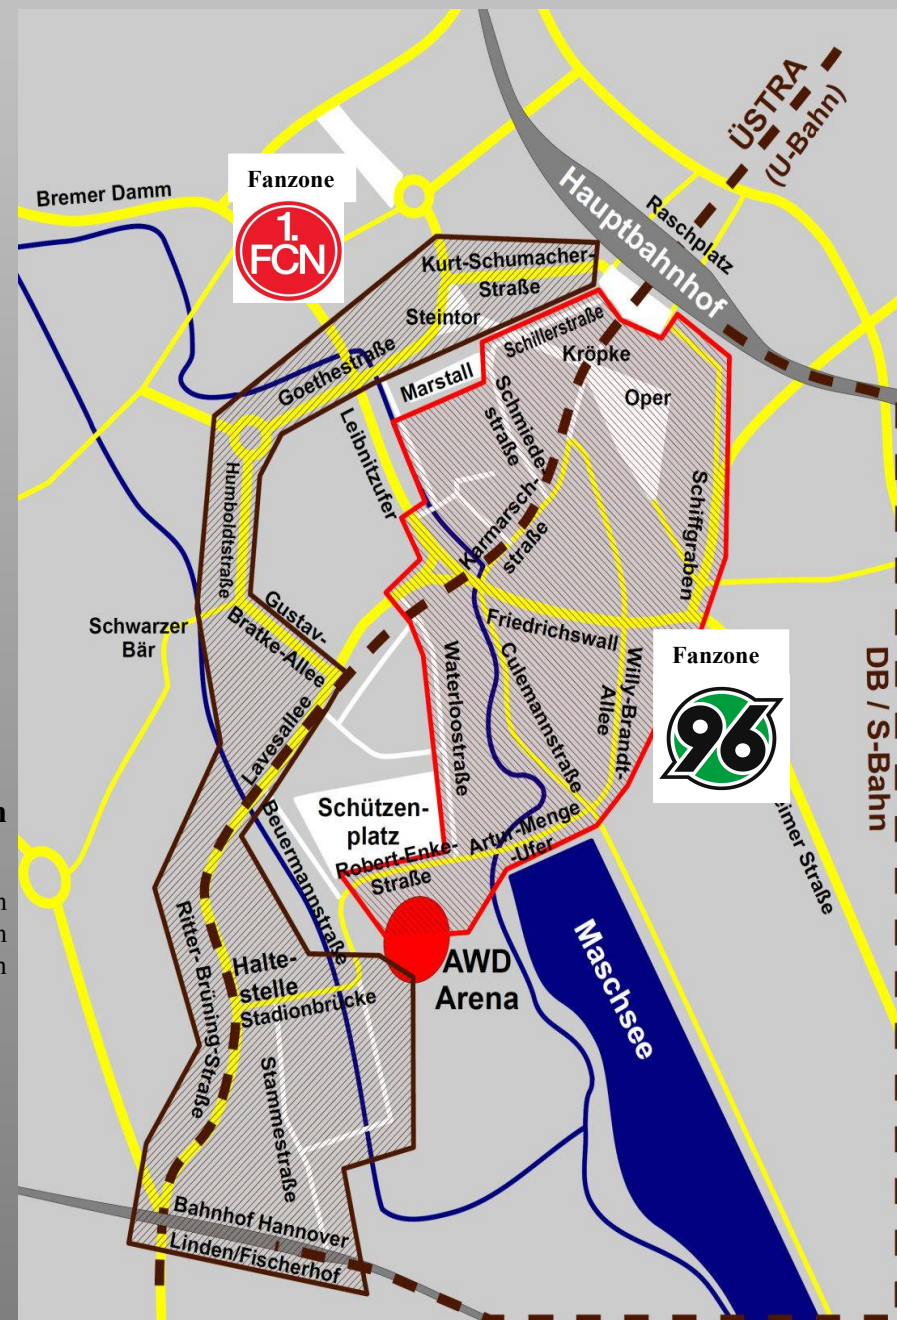 ÜSTRA
(U-Bahn)
Fanzone
1.
FCN
Bremer Damm
Hauptbahnhof
Raschplatz
Kurt-Schumacher-
Straße
Steintor
Schillerstraße
Kröpke
Goethestraße
Marstall
Oper
Leibnitzufer
Schmiede-
straße
Humboldtstraße
Karmarsch-
straße
Schiffgraben
Schwarzer
Bär
Gustav-
Bratke-Allee
Friedrichswall
Fanzone
96
Waterloostraße
Culemannstraße
Willy-Brandt-
Allee
DB / S-Bahn
Lavesallee
Schützen-
platz
Beuermannstraße
Robert-Enke-
Straße
Artur-Menge
-Ufer
eimer Straße
n
n
n
n
Ritter-Brüning-Straße
Halte-
stelle
Stadionbrücke
AWD
Arena
Maschsee
Stammestraße
Bahnhof Hannover
Linden/Fischerhof